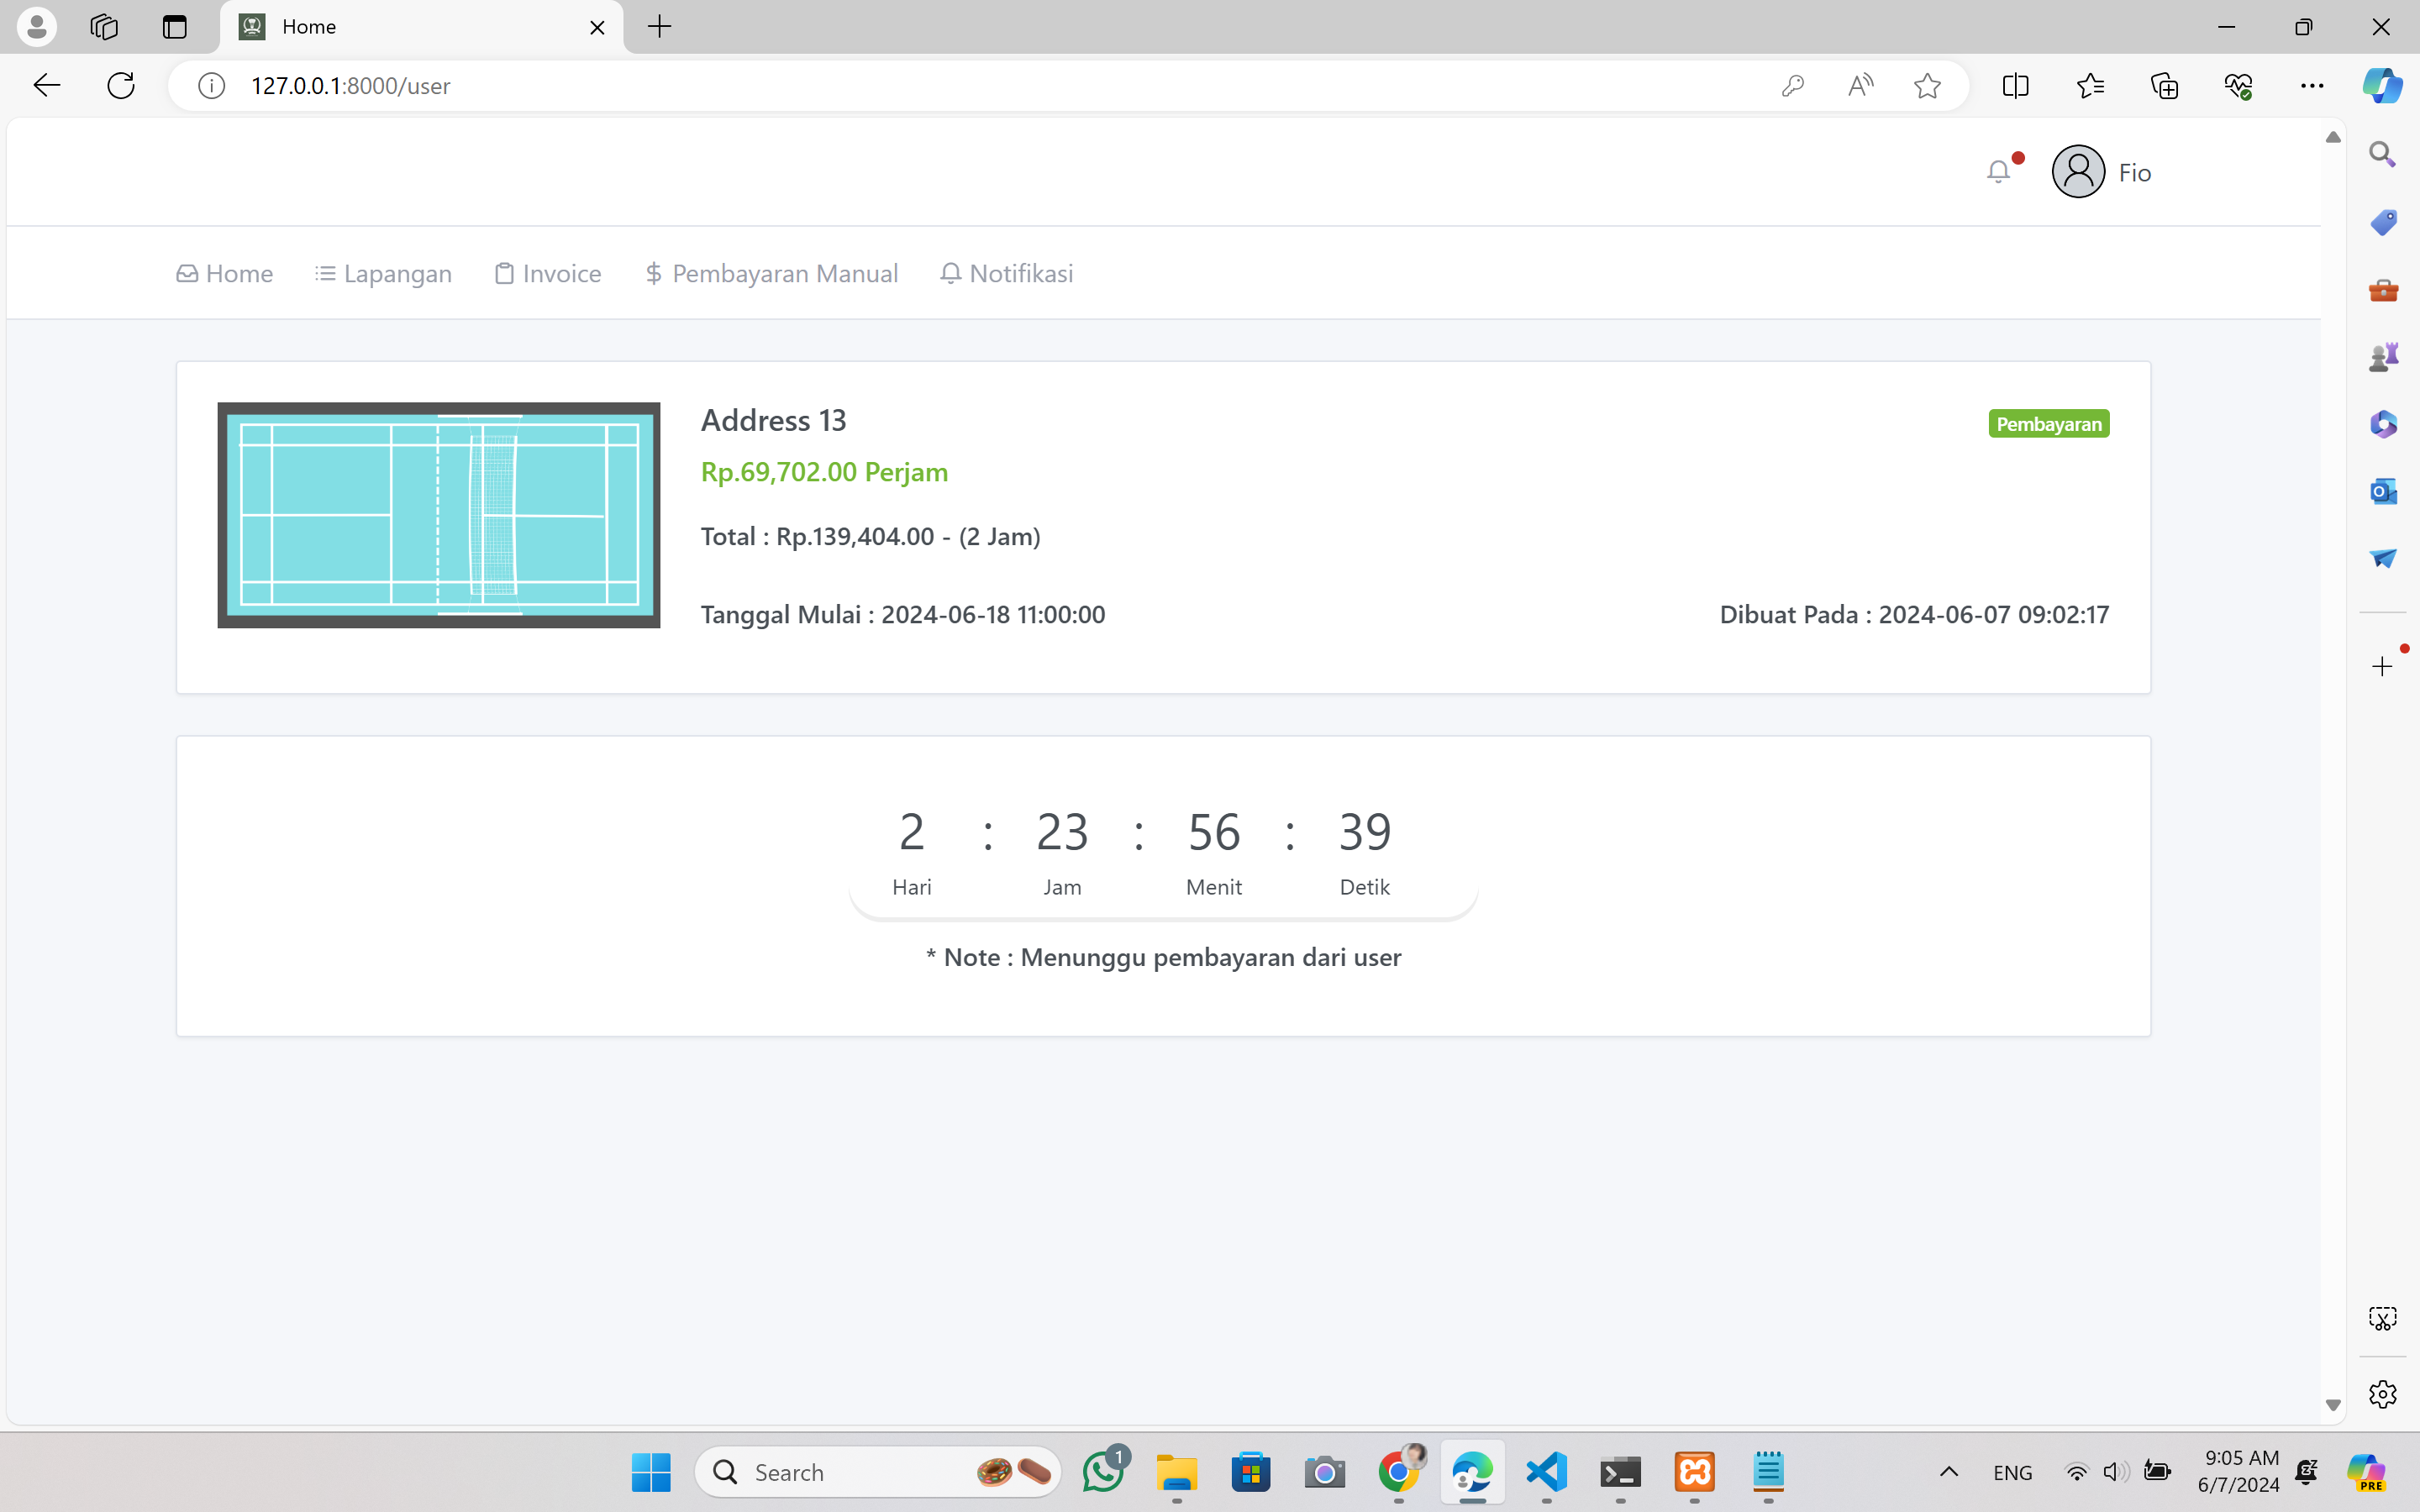 Home
127.0.0.1:8000/user
Fio
Home Lapangan Invoice Pembayaran Manual Notifikasi
Address 13
Pembayaran
Rp.69,702.00 Perjam
Total : Rp.139,404.00 - (2 Jam)
Tanggal Mulai : 2024-06-18 11:00:00
Dibuat Pada : 2024-06-07 09:02:17
2 : 23 : 56 : 39
Hari Jam Menit Detik
* Note : Menunggu pembayaran dari user
Search
1
ENG
9:05 AM
6/7/2024
PRE